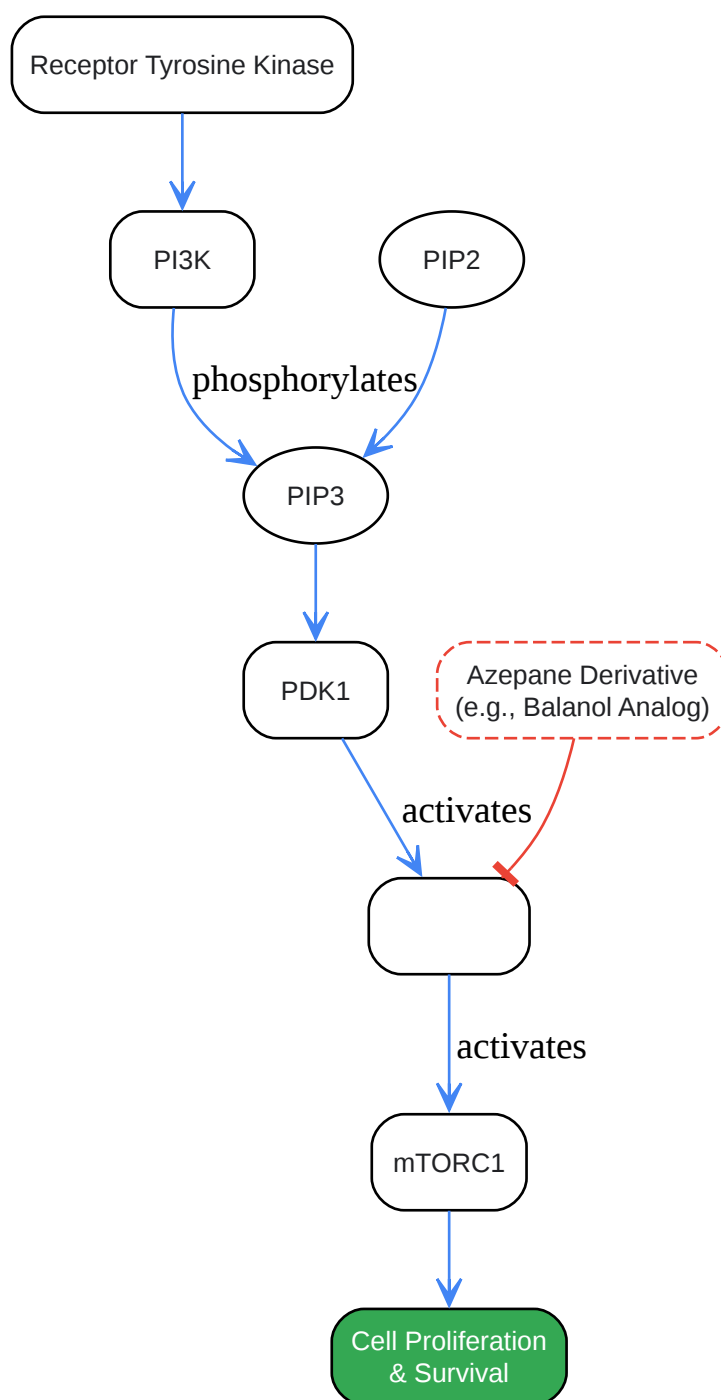 Receptor Tyrosine Kinase
PI3K
PIP2
phosphorylates
PIP3
PDK1
Azepane Derivative
(e.g., Balanol Analog)
activates
activates
mTORC1
Cell Proliferation
& Survival